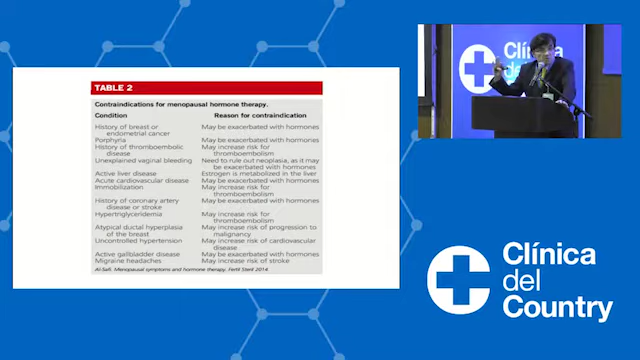 TABLE 2
Contraindications for menopausal hormone therapy.
Condition Reason for contraindication
History of breast or May be exacerbated with hormones
endometrial cancer
Porphyria May be exacerbated with hormones
History of thromboembolic May increase risk for
disease thromboembolism
Unexplained vaginal bleeding Need to rule out neoplasia, as it may
be exacerbated with hormones
Active liver disease Estrogen is metabolized in the liver
Acute cardiovascular disease May be exacerbated with hormones
Immobilization May increase risk for
thromboembolism
History of coronary artery May be exacerbated with hormones
disease or stroke
Hypertriglyceridemia May increase risk for
thromboembolism
Atypical ductal hyperplasia May increase risk of progression to
of the breast malignancy
Uncontrolled hypertension May increase risk of cardiovascular
disease
Active gallbladder disease May be exacerbated with hormones
Migraine headaches May increase risk of stroke
Al-Safi. Menopausal symptoms and hormone therapy. Fertil Steril 2014
Clínica
del
Clínica
del
Country